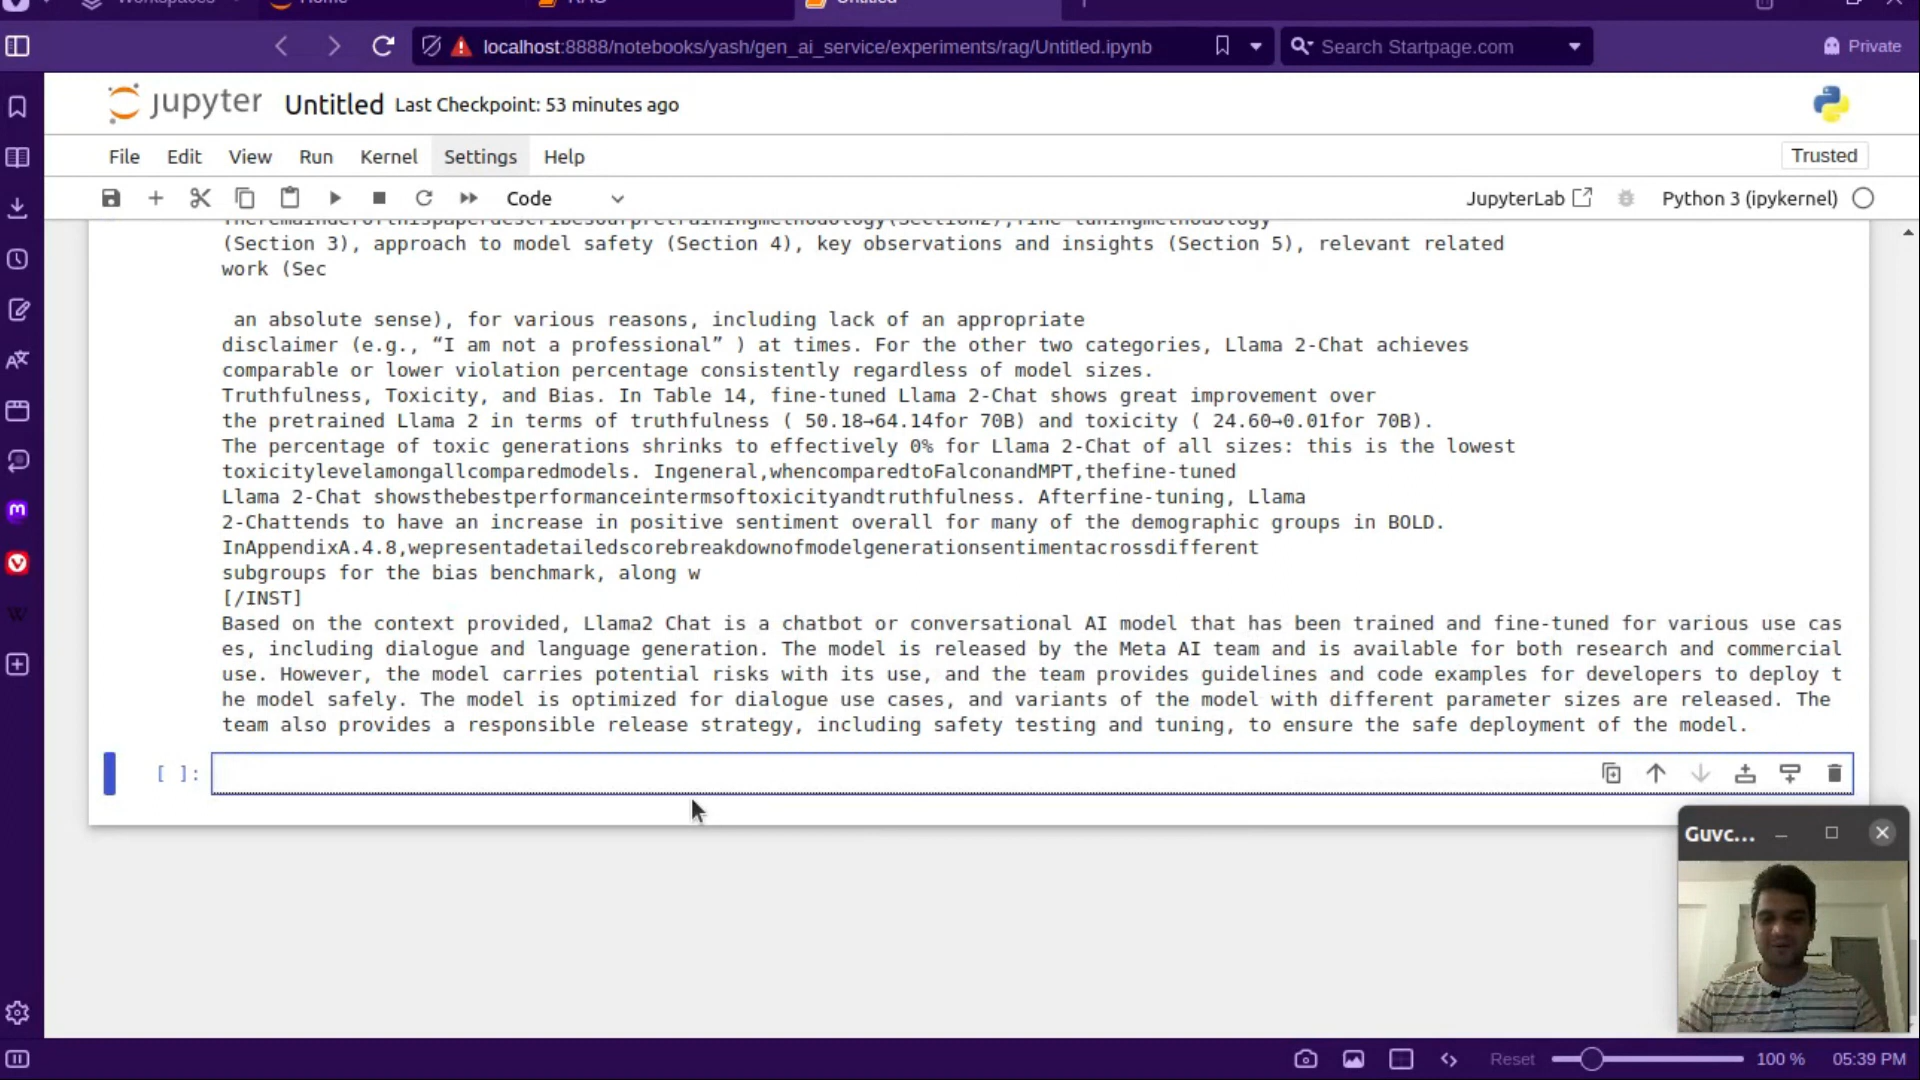 Workspaces
Home
RAG
Untitled
localhost:8888/notebooks/yash/gen_ai_service/experiments/rag/Untitled.ipynb
Search Startpage.com
Private
jupyter
Untitled Last Checkpoint: 53 minutes ago
File Edit View Run Kernel Settings Help
Trusted
Code
JupyterLab
Python 3 (ipykernel)
Theremainderofthispaperdescribesourpretrainingmethodology(Section2),fine-tuningmethodology
(Section 3), approach to model safety (Section 4), key observations and insights (Section 5), relevant related
work (Sec
an absolute sense), for various reasons, including lack of an appropriate
disclaimer (e.g., “I am not a professional” ) at times. For the other two categories, Llama 2-Chat achieves
comparable or lower violation percentage consistently regardless of model sizes.
Truthfulness, Toxicity, and Bias. In Table 14, fine-tuned Llama 2-Chat shows great improvement over
the pretrained Llama 2 in terms of truthfulness ( 50.18→64.14for 70B) and toxicity ( 24.60→0.01for 70B).
The percentage of toxic generations shrinks to effectively 0% for Llama 2-Chat of all sizes: this is the lowest
toxicitylevelamongallcomparedmodels. Ingeneral,whencomparedtoFalconandMPT,thefine-tuned
Llama 2-Chat showsthebestperformanceintermsoftoxicityandtruthfulness. Afterfine-tuning, Llama
2-Chattends to have an increase in positive sentiment overall for many of the demographic groups in BOLD.
InAppendixA.4.8,wepresentadetailedscorebreakdownofmodelgenerationsentimentacrossdifferent
subgroups for the bias benchmark, along w
[/INST]
Based on the context provided, Llama2 Chat is a chatbot or conversational AI model that has been trained and fine-tuned for various use cas
es, including dialogue and language generation. The model is released by the Meta AI team and is available for both research and commercial
use. However, the model carries potential risks with its use, and the team provides guidelines and code examples for developers to deploy t
he model safely. The model is optimized for dialogue use cases, and variants of the model with different parameter sizes are released. The
team also provides a responsible release strategy, including safety testing and tuning, to ensure the safe deployment of the model.
[ ]:
Guvc...
Reset
100 %
05:39 PM